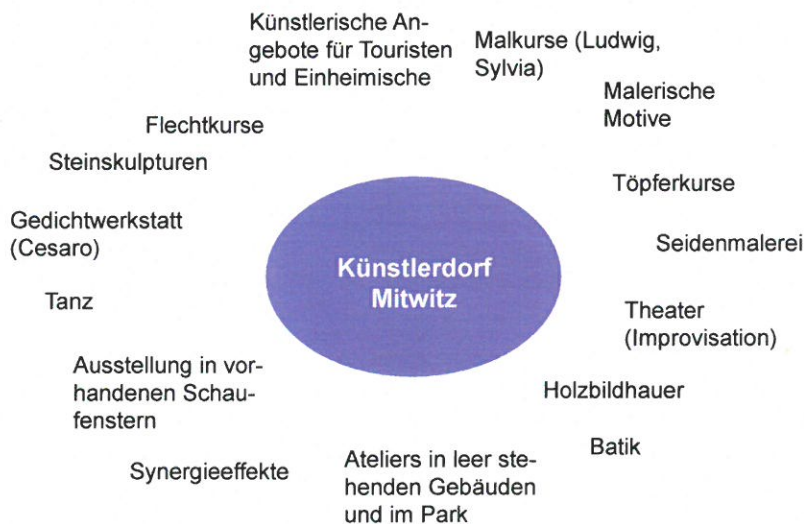 Künstlerische An-
gebote für Touristen
und Einheimische
Malkurse (Ludwig,
Sylvia)
Malerische
Motive
Flechtkurse
Steinskulpturen
Töpferkurse
Gedichtwerkstatt
(Cesaro)
Seidenmalerei
Künstlerdorf
Mitwitz
Tanz
Theater
(Improvisation)
Ausstellung in vor-
handenen Schau-
fenstern
Holzbildhauer
Batik
Synergieeffekte
Ateliers in leer ste-
henden Gebäuden
und im Park